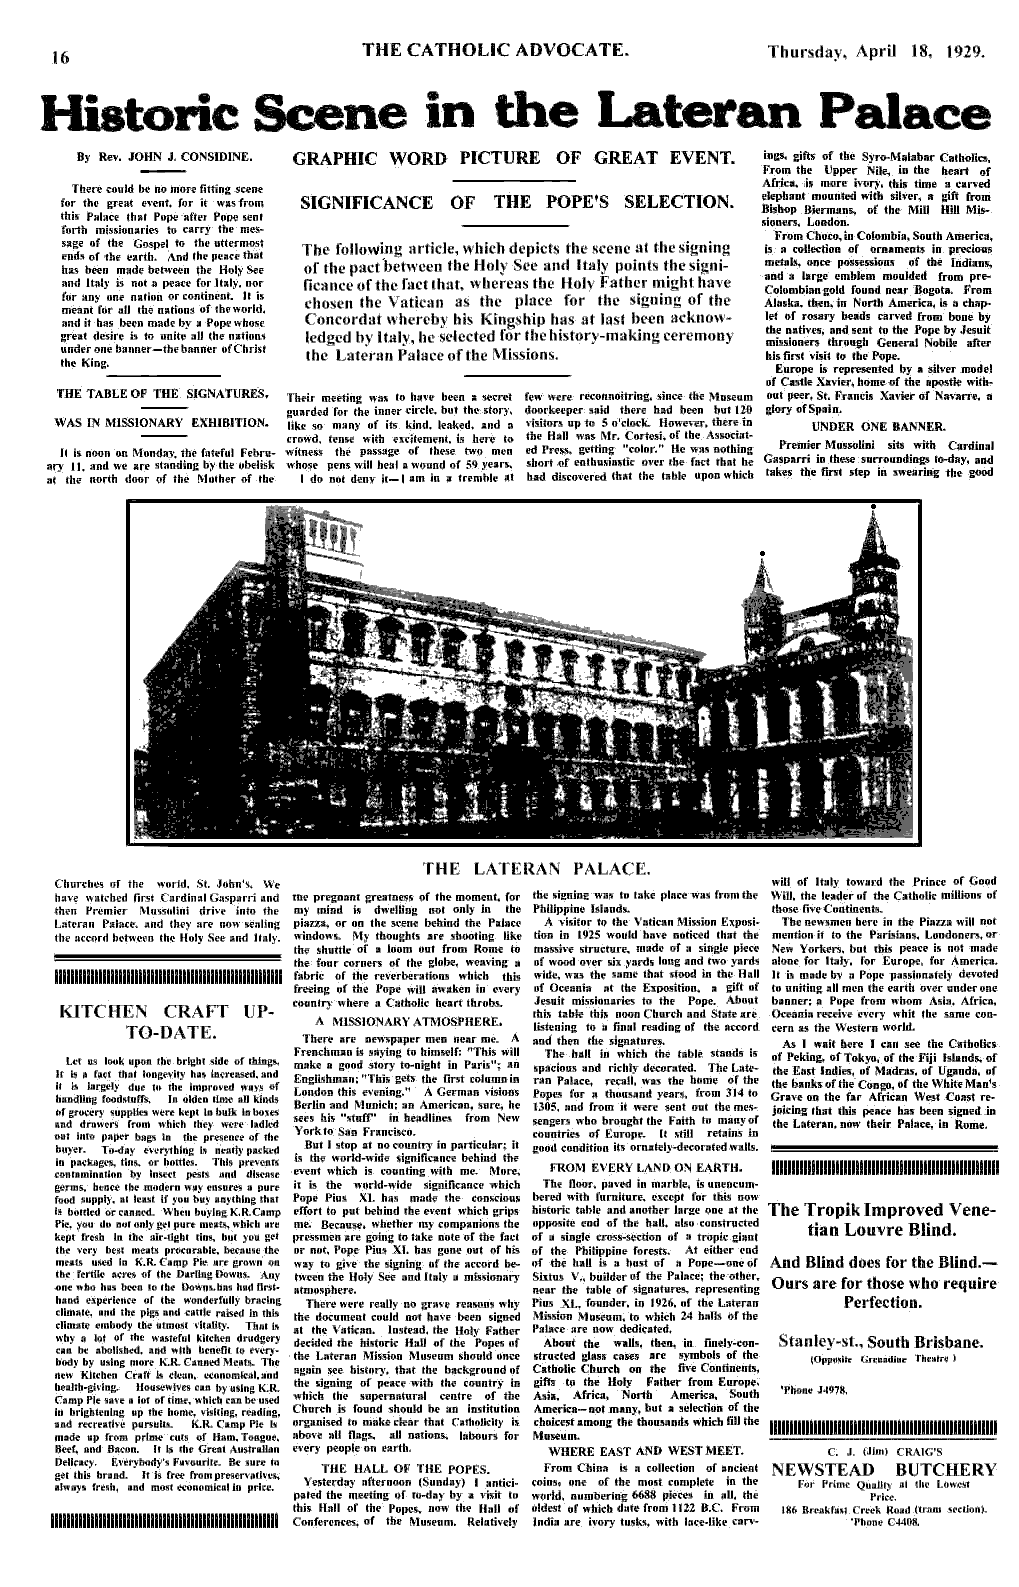 16
THE CATHOLIC ADVOCATE.
Thursday, April 18, 1929.
Historic Scene in the Lateran Palace
By Rev. JOHN J. CONSIDINE.
There could be no more fitting scene
for the great event, for it was from
this Palace that Pope after Pope sent
forth missionaries to carry the mes-
sage of the Gospel to the uttermost
ends of the earth. And the peace that
has been made between the Holy See
and Italy is not a peace for Italy, nor
for any one nation or continent. It is
meant for all the nations of the world,
and it has been made by a Pope whose
great desire is to unite all the nations
under one banner—the banner of Christ
the King.
THE TABLE OF THE SIGNATURES,
WAS IN MISSIONARY EXHIBITION.
It is noon on Monday, the fateful Febru-
ary 11, and we are standing by the obelisk
at the north door of the Mother of the
GRAPHIC WORD PICTURE OF GREAT EVENT.
SIGNIFICANCE OF THE POPE'S SELECTION.
The following article, which depicts the scene at the signing
of the pact between the Holy See and Italy points the signi-
ficance of the fact that, whereas the Holy Father might have
chosen the Vatican as the place for the signing of the
Concordat whereby his Kingship has at last been acknow-
ledged by Italy, he selected for the history-making ceremony
the Lateran Palace of the Missions.
Their meeting was to have been a secret
guarded for the inner circle, but the story,
like so many of its kind, leaked, and a
crowd, tense with excitement, is here to
witness the passage of these two men
whose pens will heal a wound of 59 years,
I do not deny it—I am in a tremble at
few were reconnoitring, since the Museum
doorkeeper said there had been but 120
visitors up to 5 o'clock. However, there in
the Hall was Mr. Cortesi, of the Associat-
ed Press, getting "color." He was nothing
short of enthusiastic over the fact that he
had discovered that the table upon which
ings, gifts of the Syro-Malabar Catholics,
From the Upper Nile, in the heart of
Africa, is more ivory, this time a carved
elephant mounted with silver, a gift from
Bishop Biermans, of the Mill Hill Mis-
sioners, London.
From Choco, in Colombia, South America,
is a collection of ornaments in precious
metals, once possessions of the Indians,
and a large emblem moulded from pre-
Colombian gold found near Bogota. From
Alaska, then, in North America, is a chap-
let of rosary beads carved from bone by
the natives, and sent to the Pope by Jesuit
missioners through General Nobile after
his first visit to the Pope.
Europe is represented by a silver model
of Castle Xavier, home of the apostle with-
out peer, St. Francis Xavier of Navarre, a
glory of Spain.
UNDER ONE BANNER.
Premier Mussolini sits with Cardinal
Gasparri in these surroundings to-day, and
takes the first step in swearing the good
THE LATERAN PALACE.
Churches of the world, St. John's. We
have watched first Cardinal Gasparri and
then Premier Mussolini drive into the
Lateran Palace, and they are now sealing
the accord between the Holy See and Italy.
KITCHEN CRAFT UP-
TO-DATE.
Let us look upon the bright side of things.
It is a fact that longevity has increased, and
it is largely due to the improved ways of
handling foodstuffs. In olden time all kinds
of grocery supplies were kept in bulk in boxes
and drawers from which they were ladled
out into paper bags in the presence of the
buyer. To-day everything is neatly packed
in packages, tins, or bottles. This prevents
contamination by insect pests and disease
germs, hence the modern way ensures a pure
food supply, at least if you buy anything that
is bottled or canned. When buying K.R. Camp
Pie, you do not only get pure meats, which are
kept fresh in the air-tight tins, but you get
the very best meats procurable, because the
meats used in K.R. Camp Pie are grown on
the fertile acres of the Darling Downs. Any
one who has been to the Downs has had first-
hand experience of the wonderfully bracing
climate, and the pigs and cattle raised in this
climate embody the utmost vitality. That is
why a lot of the wasteful kitchen drudgery
can be abolished, and with benefit to every-
body by using more K.R. Canned Meats. The
new Kitchen Craft is clean, economical, and
health-giving. Housewives can by using K.R.
Camp Pie save a lot of time, which can be used
in brightening up the home, visiting, reading,
and recreative pursuits. K.R. Camp Pie is
made up from prime cuts of Ham, Tongue,
Beef, and Bacon. It is the Great Australian
Delicacy. Everybody's Favourite. Be sure to
get this brand. It is free from preservatives,
always fresh, and most economical in price.
the pregnant greatness of the moment, for
my mind is dwelling not only in the
piazza, or on the scene behind the Palace
windows. My thoughts are shooting like
the shuttle of a loom out from Rome to
the four corners of the globe, weaving a
fabric of the reverberations which this
freeing of the Pope will awaken in every
country where a Catholic heart throbs.
A MISSIONARY ATMOSPHERE.
There are newspaper men near me. A
Frenchman is saying to himself: "This will
make a good story to-night in Paris"; an
Englishman; "This gets the first column in
London this evening." A German visions
Berlin and Munich; an American, sure, he
sees his "stuff" in headlines from New
York to San Francisco.
But I stop at no country in particular; it
is the world-wide significance behind the
event which is counting with me. More,
it is the world-wide significance which
Pope Pius XI. has made the conscious
effort to put behind the event which grips
me. Because, whether my companions the
pressmen are going to take note of the fact
or not, Pope Pius XI. has gone out of his
way to give the signing of the accord be-
tween the Holy See and Italy a missionary
atmosphere.
There were really no grave reasons why
the document could not have been signed
at the Vatican. Instead, the Holy Father
decided the historic Hall of the Popes of
the Lateran Mission Museum should once
again see history, that the background of
the signing of peace with the country in
which the supernatural centre of the
Church is found should be an institution
organised to make clear that Catholicity is
above all flags, all nations, labours for
every people on earth.
THE HALL OF THE POPES.
Yesterday afternoon (Sunday) I antici-
pated the meeting of to-day by a visit to
this Hall of the Popes, now the Hall of
Conferences, of the Museum. Relatively
the signing was to take place was from the
Philippine Islands.
A visitor to the Vatican Mission Exposi-
tion in 1925 would have noticed that the
massive structure, made of a single piece
of wood over six yards long and two yards
wide, was the same that stood in the Hall
of Oceania at the Exposition, a gift of
Jesuit missionaries to the Pope. About
this table this noon Church and State are
listening to a final reading of the accord
and then the signatures.
The hall in which the table stands is
spacious and richly decorated. The Late-
ran Palace, recall, was the home of the
Popes for a thousand years, from 314 to
1305, and from it were sent out the mes-
sengers who brought the Faith to many of
countries of Europe. It still retains in
good condition its ornately-decorated walls.
FROM EVERY LAND ON EARTH.
The floor, paved in marble, is unencum-
bered with furniture, except for this now
historic table and another large one at the
opposite end of the hall, also constructed
of a single cross-section of a tropic giant
of the Philippine forests. At either end
of the hall is a bust of a Pope—one of
Sixtus V., builder of the Palace; the other,
near the table of signatures, representing
Pius XI., founder, in 1926, of the Lateran
Mission Museum, to which 24 halls of the
Palace are now dedicated.
About the walls, then, in finely-con-
structed glass cases are symbols of the
Catholic Church on the five Continents,
gifts to the Holy Father from Europe,
Asia, Africa, North America, South
America—not many, but a selection of the
choicest among the thousands which fill the
Museum.
WHERE EAST AND WEST MEET.
From China is a collection of ancient
coins, one of the most complete in the
world, numbering 6688 pieces in all, the
oldest of which date from 1122 B.C. From
India are ivory tusks, with lace-like carv-
will of Italy toward the Prince of Good
Will, the leader of the Catholic millions of
those five Continents.
The newsmen here in the Piazza will not
mention it to the Parisians, Londoners, or
New Yorkers, but this peace is not made
alone for Italy, for Europe, for America.
It is made by a Pope passionately devoted
to uniting all men the earth over under one
banner; a Pope from whom Asia, Africa,
Oceania receive every whit the same con-
cern as the Western world.
As I wait here I can see the Catholics
of Peking, of Tokyo, of the Fiji Islands, of
the East Indies, of Madras, of Uganda, of
the banks of the Congo, of the White Man's
Grave on the far African West Coast re-
joicing that this peace has been signed in
the Lateran, now their Palace, in Rome.
The Tropik Improved Vene-
tian Louvre Blind.
And Blind does for the Blind.—
Ours are for those who require
Perfection.
Stanley-st., South Brisbane.
(Opposite Grenadine Theatre )
'Phone J4978.
C. J. (Jim) CRAIG'S
NEWSTEAD BUTCHERY
For Prime Quality at the Lowest
Price.
186 Breakfast Creek Road (tram section).
'Phone C4408.